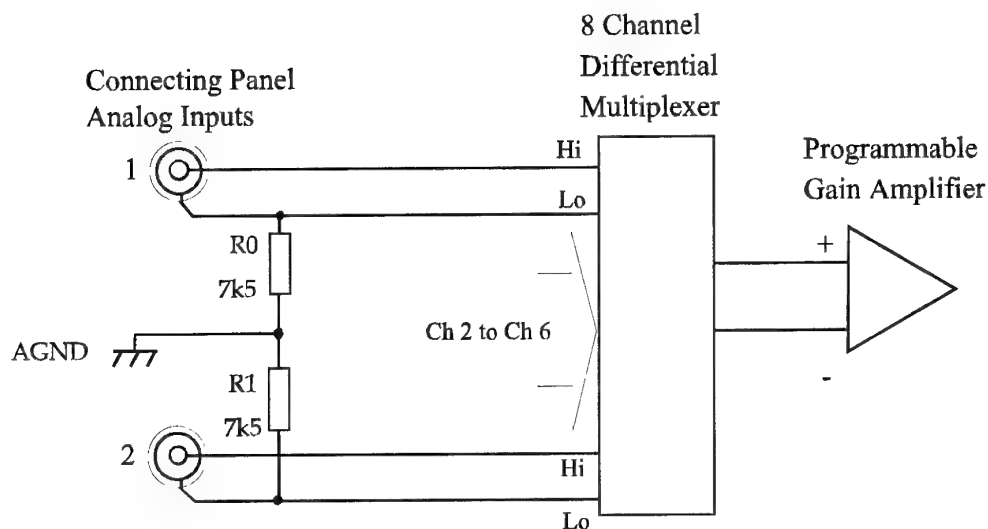 8 Channel
Differential
Multiplexer
Connecting Panel
Analog Inputs
Programmable
Gain Amplifier
1
Hi
Lo
R0
7k5
+
Ch 2 to Ch 6
AGND
R1
7k5
-
2
Hi
Lo